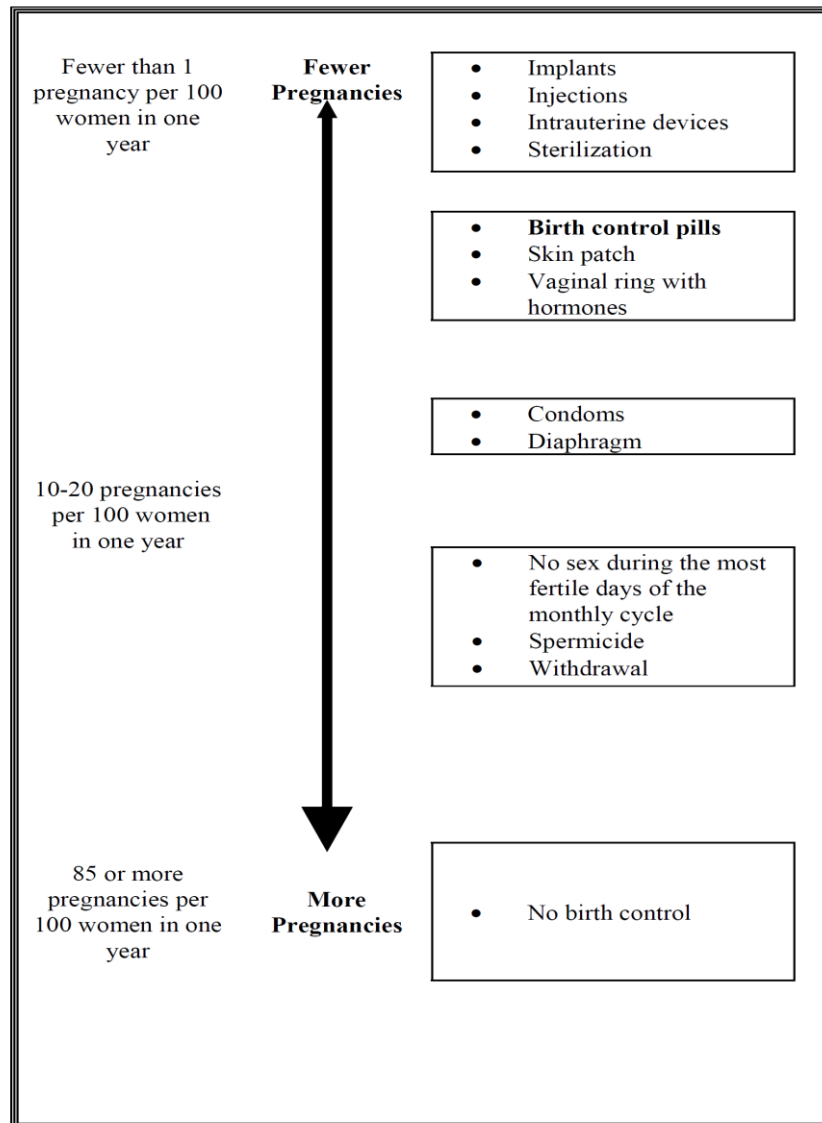 Fewer than 1
pregnancy per 100
women in one
year
Fewer
Pregnancies
• Implants
• Injections
• Intrauterine devices
• Sterilization
• Birth control pills
• Skin patch
• Vaginal ring with
hormones
• Condoms
• Diaphragm
10-20 pregnancies
per 100 women
in one year
• No sex during the most
fertile days of the
monthly cycle
• Spermicide
• Withdrawal
85 or more
pregnancies per
100 women in one
year
More
Pregnancies
• No birth control